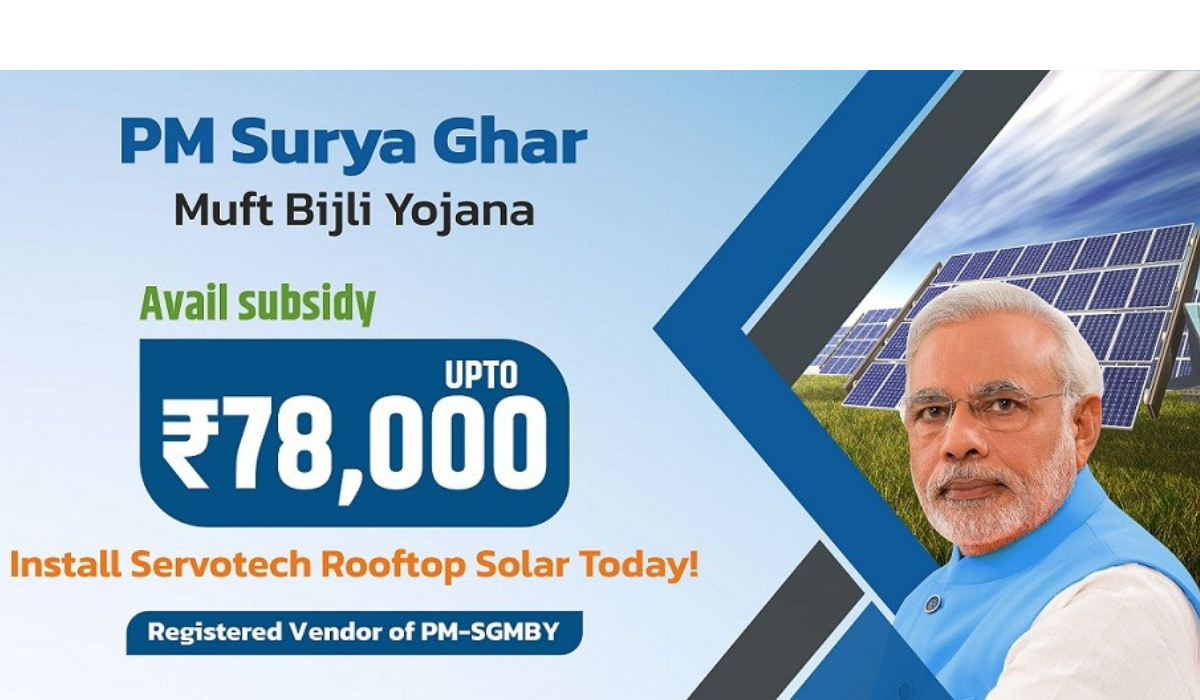 PM Surya Ghar
Muft Bijli Yojana
Avail subsidy
UPTO
₹78,000
Install Servotech Rooftop Solar Today!
Registered Vendor of PM-SGMBY